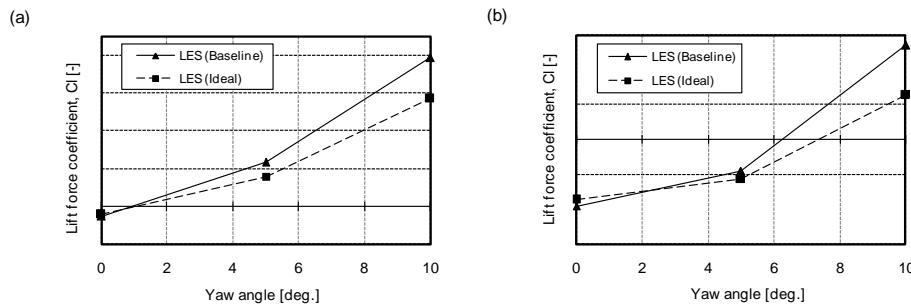 (a)
Lift force coefficient, Cl [-]
LES (Baseline)
LES (Ideal)
0 2 4 6 8 10
Yaw angle [deg.]
(b)
Lift force coefficient, Cl [-]
LES (Baseline)
LES (Ideal)
0 2 4 6 8 10
Yaw angle [deg.]